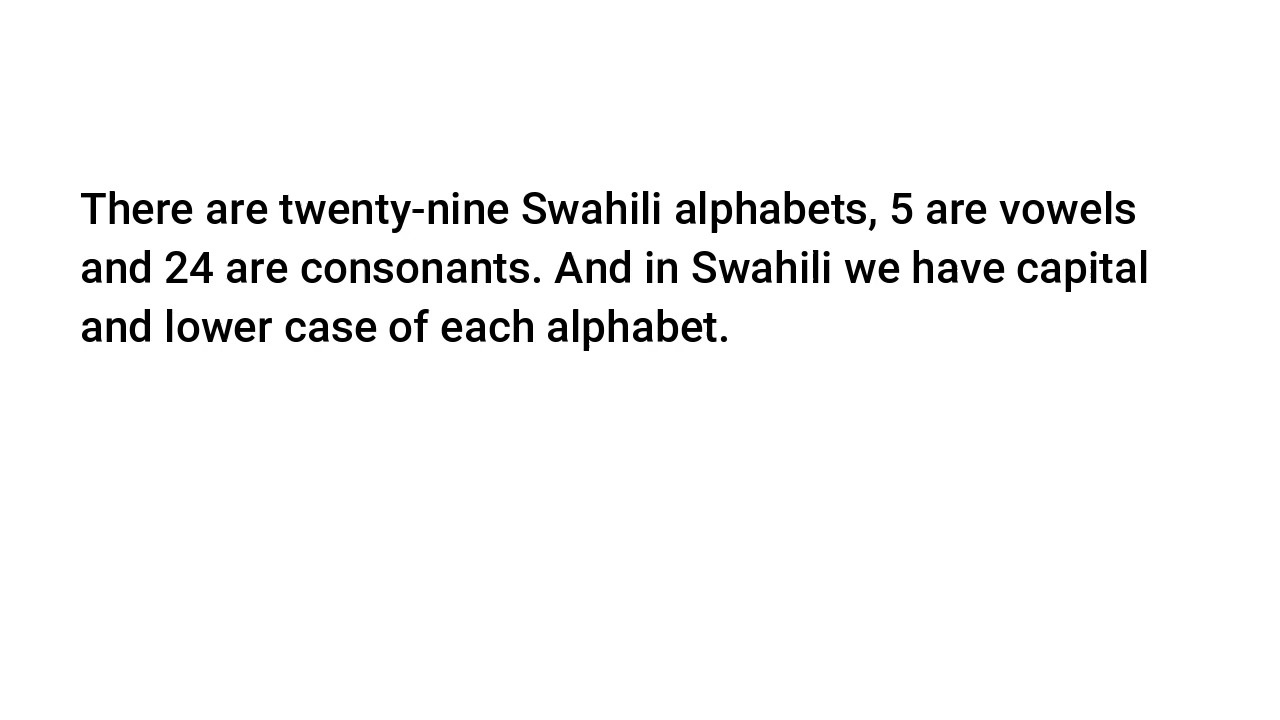 There are twenty-nine Swahili alphabets, 5 are vowels
and 24 are consonants. And in Swahili we have capital
and lower case of each alphabet.